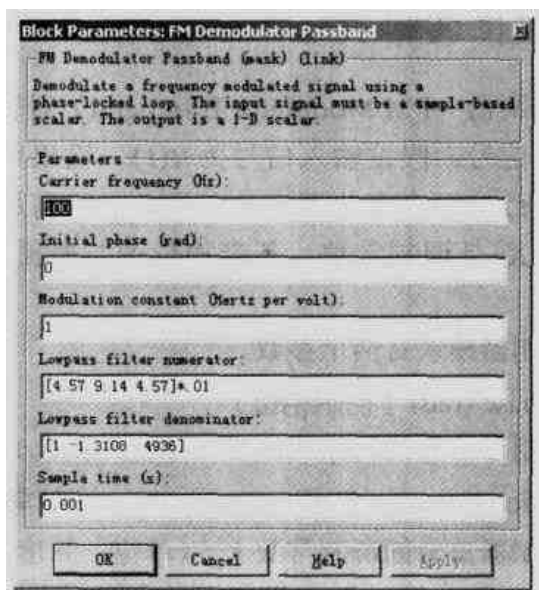 Block Parameters: FM Demodulator Passband
FM Demodulator Passband (mask) (link)
Demodulate a frequency modulated signal using a
phase-locked loop. The input signal must be a sample-based
scalar. The output is a 1-D scalar.
Parameters
Carrier frequency (Hz):
100
Initial phase (rad):
0
Modulation constant (Hertz per volt):
1
Lowpass filter numerator:
[4 57 9 14 4 57]*.01
Lowpass filter denominator:
[1 -1 3108 4936]
Sample time (s):
0.001
OK Cancel Help Apply